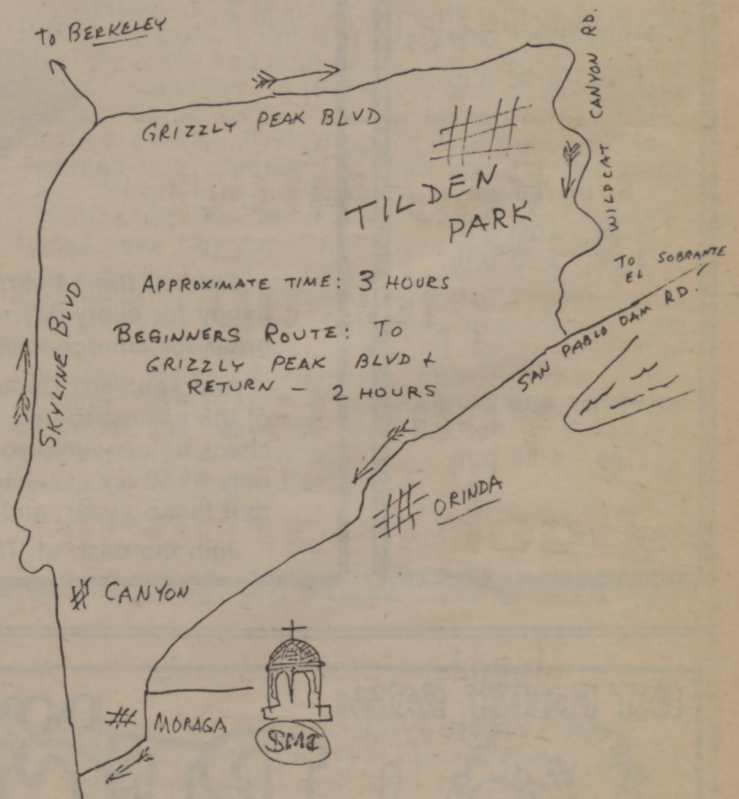 TO BERKELEY
GRIZZLY PEAK BLVD
WILDCAT CANYON RD.
TILDEN
PARK
TO
EL SOBRANTE
SAN PABLO DAM RD.
APPROXIMATE TIME: 3 HOURS
BEGINNERS ROUTE: TO
GRIZZLY PEAK BLVD +
RETURN - 2 HOURS
SKYLINE BLVD
ORINDA
CANYON
MORAGA